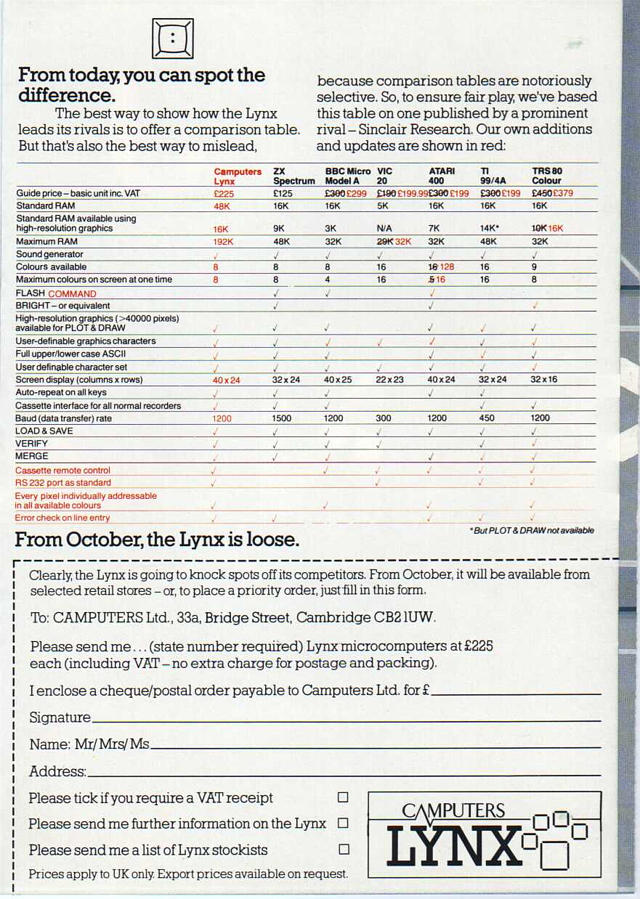 From today, you can spot the
difference.
The best way to show how the Lynx
leads its rivals is to offer a comparison table.
But that's also the best way to mislead,
because comparison tables are notoriously
selective. So, to ensure fair play, we've based
this table on one published by a prominent
rival – Sinclair Research. Our own additions
and updates are shown in red:
Camputers Lynx ZX Spectrum BBC Micro Model A VIC 20 ATARI 400 TI 99/4A TRS80 Colour
Guide price – basic unit inc. VAT £225 £125 £300 £299 £190 £199.99 £300 £199 £300 £199 £450 £379
Standard RAM 48K 16K 16K 5K 16K 16K 16K
Standard RAM available using
high-resolution graphics 16K 9K 3K N/A 7K 14K* 10K 16K
Maximum RAM 192K 48K 32K 29K 32K 32K 48K 32K
Sound generator ✓ ✓ ✓ ✓ ✓ ✓ ✓
Colours available 8 8 8 16 16 128 16 9
Maximum colours on screen at one time 8 8 4 16 5 16 16 8
FLASH COMMAND ✓ ✓ ✓
BRIGHT – or equivalent ✓ ✓ ✓
High-resolution graphics (>40000 pixels)
available for PLOT & DRAW ✓ ✓ ✓ ✓ ✓ ✓
User-definable graphics characters ✓ ✓ ✓ ✓ ✓ ✓ ✓
Full upper/lower case ASCII ✓ ✓ ✓ ✓ ✓ ✓
User definable character set ✓ ✓ ✓ ✓ ✓ ✓ ✓
Screen display (columns x rows) 40 x 24 32 x 24 40 x 25 22 x 23 40 x 24 32 x 24 32 x 16
Auto-repeat on all keys ✓ ✓ ✓ ✓ ✓
Cassette interface for all normal recorders ✓ ✓ ✓ ✓ ✓
Baud (data transfer) rate 1200 1500 1200 300 1200 450 1200
LOAD & SAVE ✓ ✓ ✓ ✓ ✓ ✓ ✓
VERIFY ✓ ✓ ✓ ✓ ✓ ✓
MERGE ✓ ✓ ✓ ✓ ✓ ✓
Cassette remote control ✓ ✓ ✓ ✓ ✓ ✓
RS 232 port as standard ✓ ✓ ✓ ✓
Every pixel individually addressable
in all available colours ✓ ✓ ✓ ✓
Error check on line entry ✓ ✓ ✓ ✓ ✓
*But PLOT & DRAW not available
From October, the Lynx is loose.
Clearly, the Lynx is going to knock spots off its competitors. From October, it will be available from
selected retail stores – or, to place a priority order, just fill in this form.
To: CAMPUTERS Ltd., 33a, Bridge Street, Cambridge CB2 1UW.
Please send me... (state number required) Lynx microcomputers at £225
each (including VAT – no extra charge for postage and packing).
I enclose a cheque/postal order payable to Camputers Ltd. for £
Signature
Name: Mr/Mrs/Ms
Address:
Please tick if you require a VAT receipt
Please send me further information on the Lynx
Please send me a list of Lynx stockists
Prices apply to UK only. Export prices available on request.
CAMPUTERS
LYNX